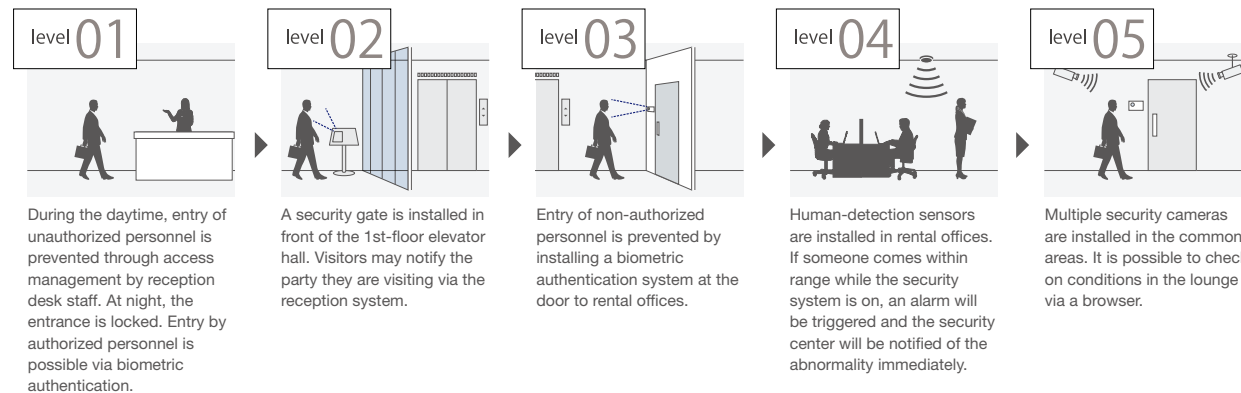 level 01
During the daytime, entry of
unauthorized personnel is
prevented through access
management by reception
desk staff. At night, the
entrance is locked. Entry by
authorized personnel is
possible via biometric
authentication.
level 02
A security gate is installed in
front of the 1st-floor elevator
hall. Visitors may notify the
party they are visiting via the
reception system.
level 03
Entry of non-authorized
personnel is prevented by
installing a biometric
authentication system at the
door to rental offices.
level 04
Human-detection sensors
are installed in rental offices.
If someone comes within
range while the security
system is on, an alarm will
be triggered and the security
center will be notified of the
abnormality immediately.
level 05
Multiple security cameras
are installed in the common
areas. It is possible to chec
on conditions in the lounge
via a browser.